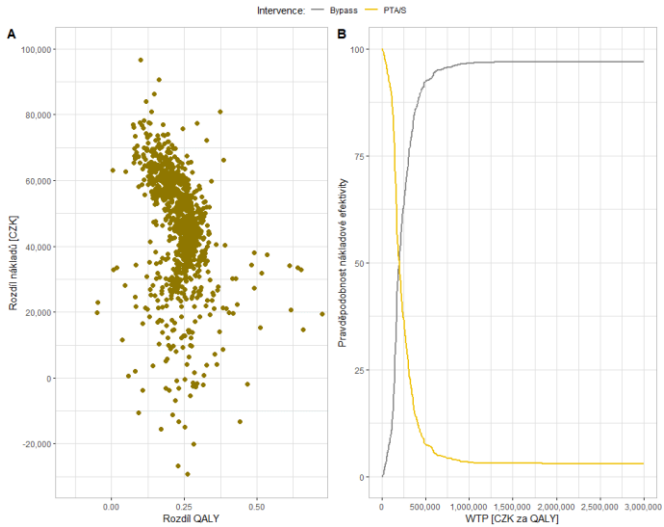 Intervence: Bypass PTA/S
A
B
Rozdíl nákladů [CZK]
100,000
80,000
60,000
40,000
20,000
0
-20,000
0.00 0.25 0.50
Rozdíl QALY
Pravděpodobnost nákladové efektivity
100
75
50
25
0
0 500,000 1,000,000 1,500,000 2,000,000 2,500,000 3,000,000
WTP [CZK za QALY]